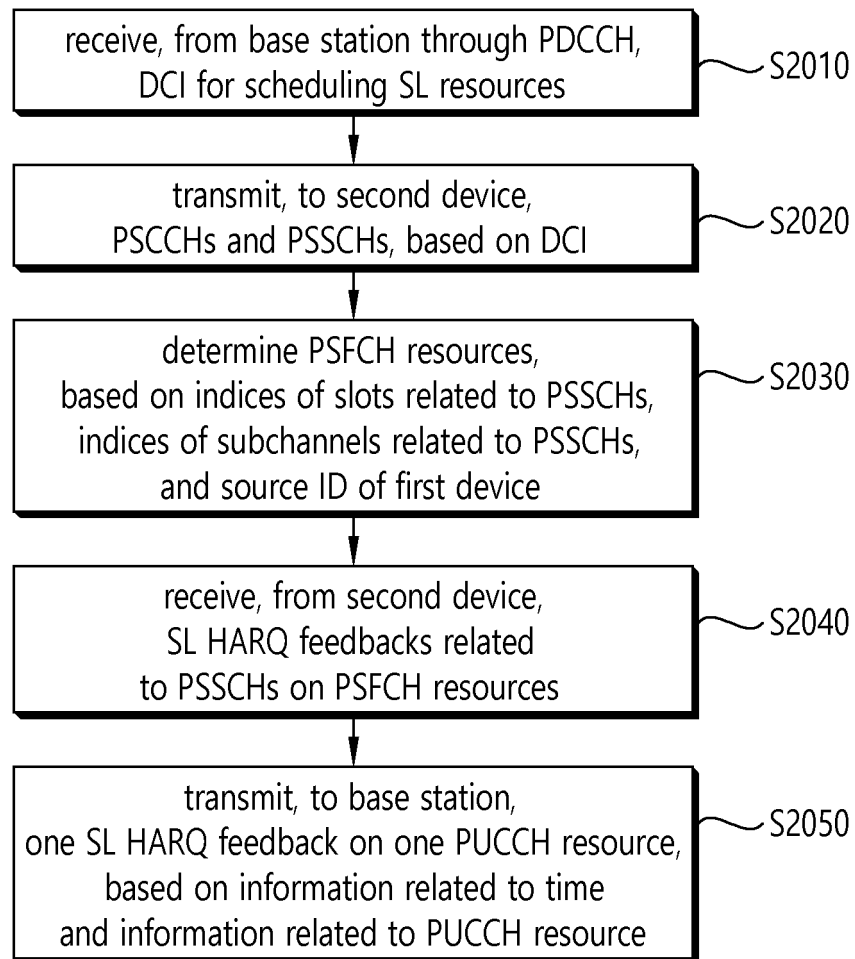 receive, from base station through PDCCH,
DCI for scheduling SL resources
S2010
transmit, to second device,
PSCCHs and PSSCHs, based on DCI
S2020
determine PSFCH resources,
based on indices of slots related to PSSCHs,
indices of subchannels related to PSSCHs,
and source ID of first device
S2030
receive, from second device,
SL HARQ feedbacks related
to PSSCHs on PSFCH resources
S2040
transmit, to base station,
one SL HARQ feedback on one PUCCH resource,
based on information related to time
and information related to PUCCH resource
S2050